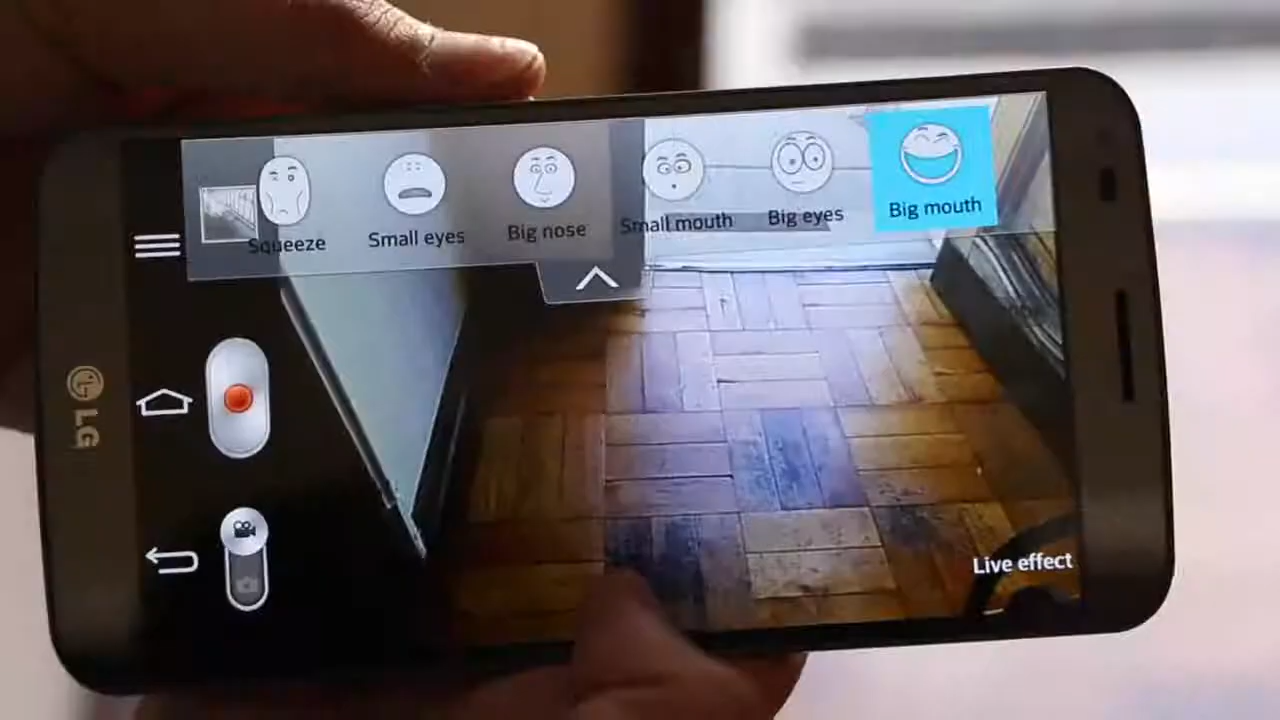 Squeeze
Small eyes
Big nose
Small mouth
Big eyes
Big mouth
LG
Live effect